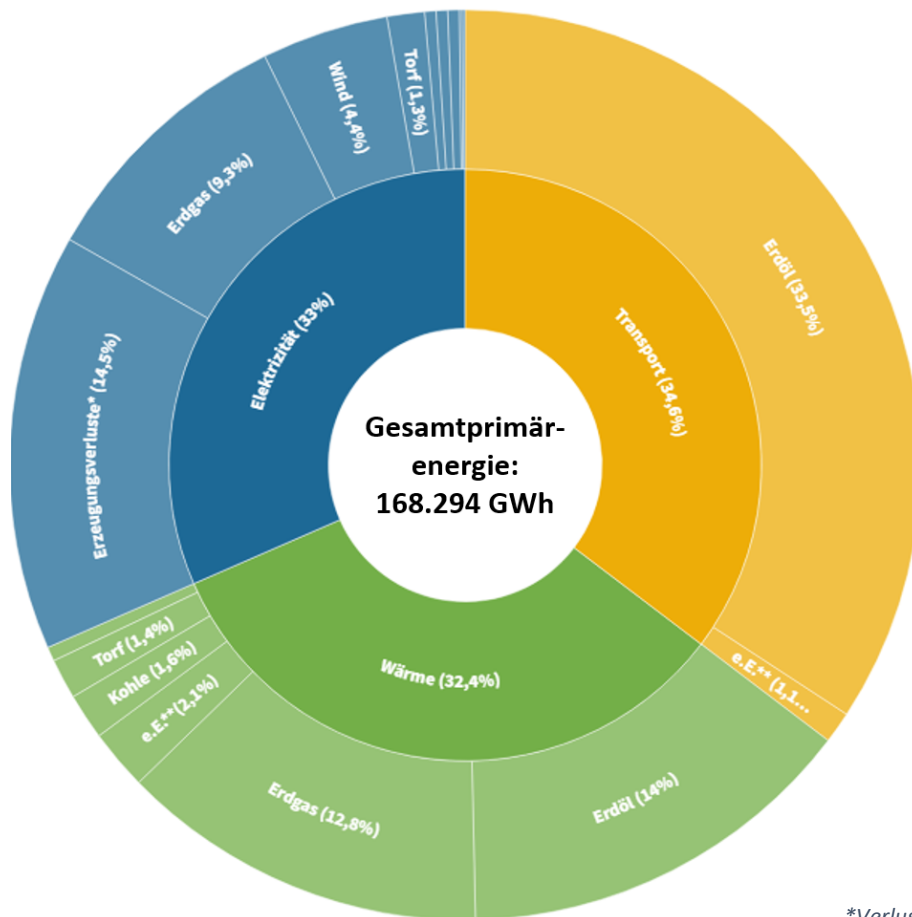 Gesamtprimär-
energie:
168.294 GWh
Transport (34,6%)
Erdöl (33,5%)
e.E.** (1,1...
Wärme (32,4%)
Erdöl (14%)
Erdgas (12,8%)
e.E.**(2,1%)
Kohle (1,6%)
Torf (1,4%)
Elektrizität (33%)
Erzeugungsverluste* (14,5%)
Erdgas (9,3%)
Wind (4,4%)
Torf (1,3%)